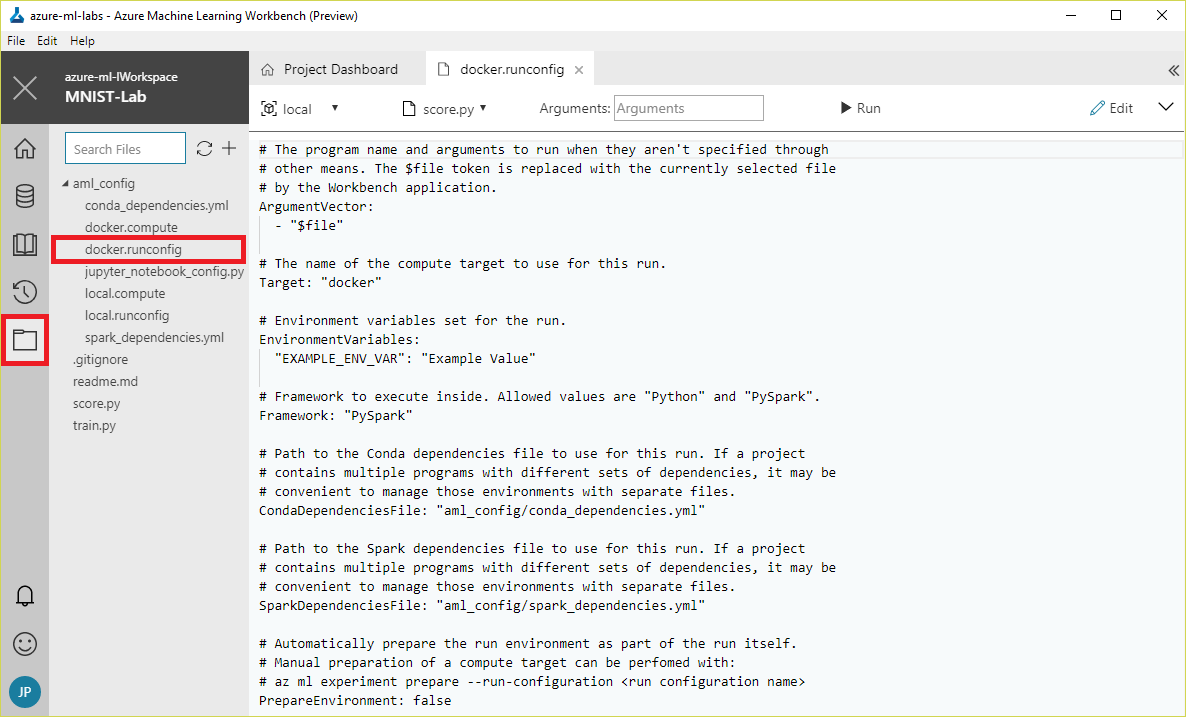 azure-ml-labs - Azure Machine Learning Workbench (Preview)
File Edit Help
azure-ml-lWorkspace
MNIST-Lab
Project Dashboard
docker.runconfig
local
score.py
Arguments: Arguments
Run
Edit
Search Files
aml_config
conda_dependencies.yml
docker.compute
docker.runconfig
jupyter_notebook_config.py
local.compute
local.runconfig
spark_dependencies.yml
.gitignore
readme.md
score.py
train.py
JP
# The program name and arguments to run when they aren't specified through
# other means. The $file token is replaced with the currently selected file
# by the Workbench application.
ArgumentVector:
- "$file"
# The name of the compute target to use for this run.
Target: "docker"
# Environment variables set for the run.
EnvironmentVariables:
"EXAMPLE_ENV_VAR": "Example Value"
# Framework to execute inside. Allowed values are "Python" and "PySpark".
Framework: "PySpark"
# Path to the Conda dependencies file to use for this run. If a project
# contains multiple programs with different sets of dependencies, it may be
# convenient to manage those environments with separate files.
CondaDependenciesFile: "aml_config/conda_dependencies.yml"
# Path to the Spark dependencies file to use for this run. If a project
# contains multiple programs with different sets of dependencies, it may be
# convenient to manage those environments with separate files.
SparkDependenciesFile: "aml_config/spark_dependencies.yml"
# Automatically prepare the run environment as part of the run itself.
# Manual preparation of a compute target can be perfomed with:
# az ml experiment prepare --run-configuration <run configuration name>
PrepareEnvironment: false